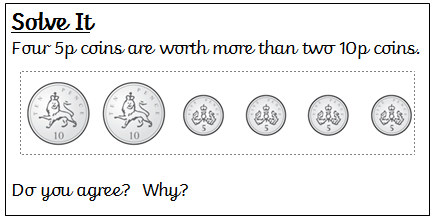 Solve It
Four 5p coins are worth more than two 10p coins.
10 10 5 5 5 5
Do you agree? Why?